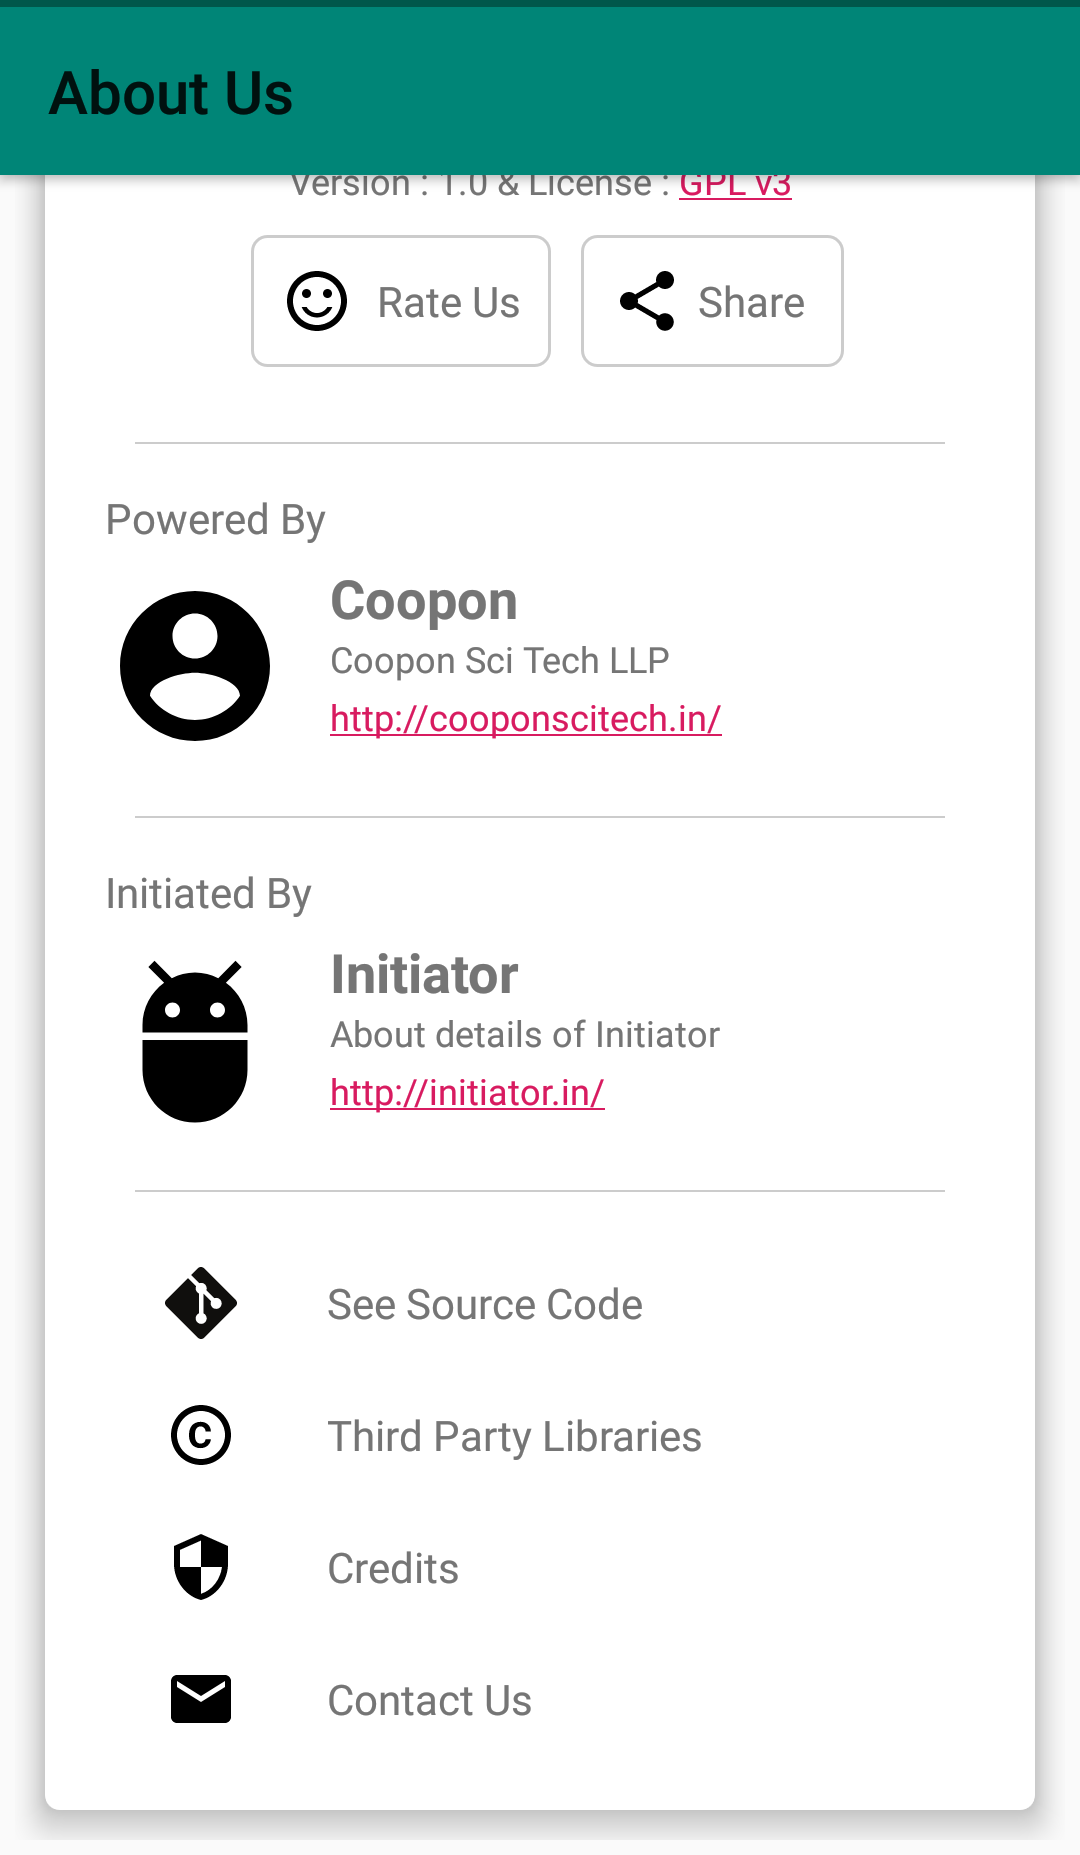 About Us
Version : 1.0 & License : GPL v3
Rate Us
Share
Powered By
Coopon
Coopon Sci Tech LLP
http://cooponscitech.in/
Initiated By
Initiator
About details of Initiator
http://initiator.in/
See Source Code
Third Party Libraries
Credits
Contact Us